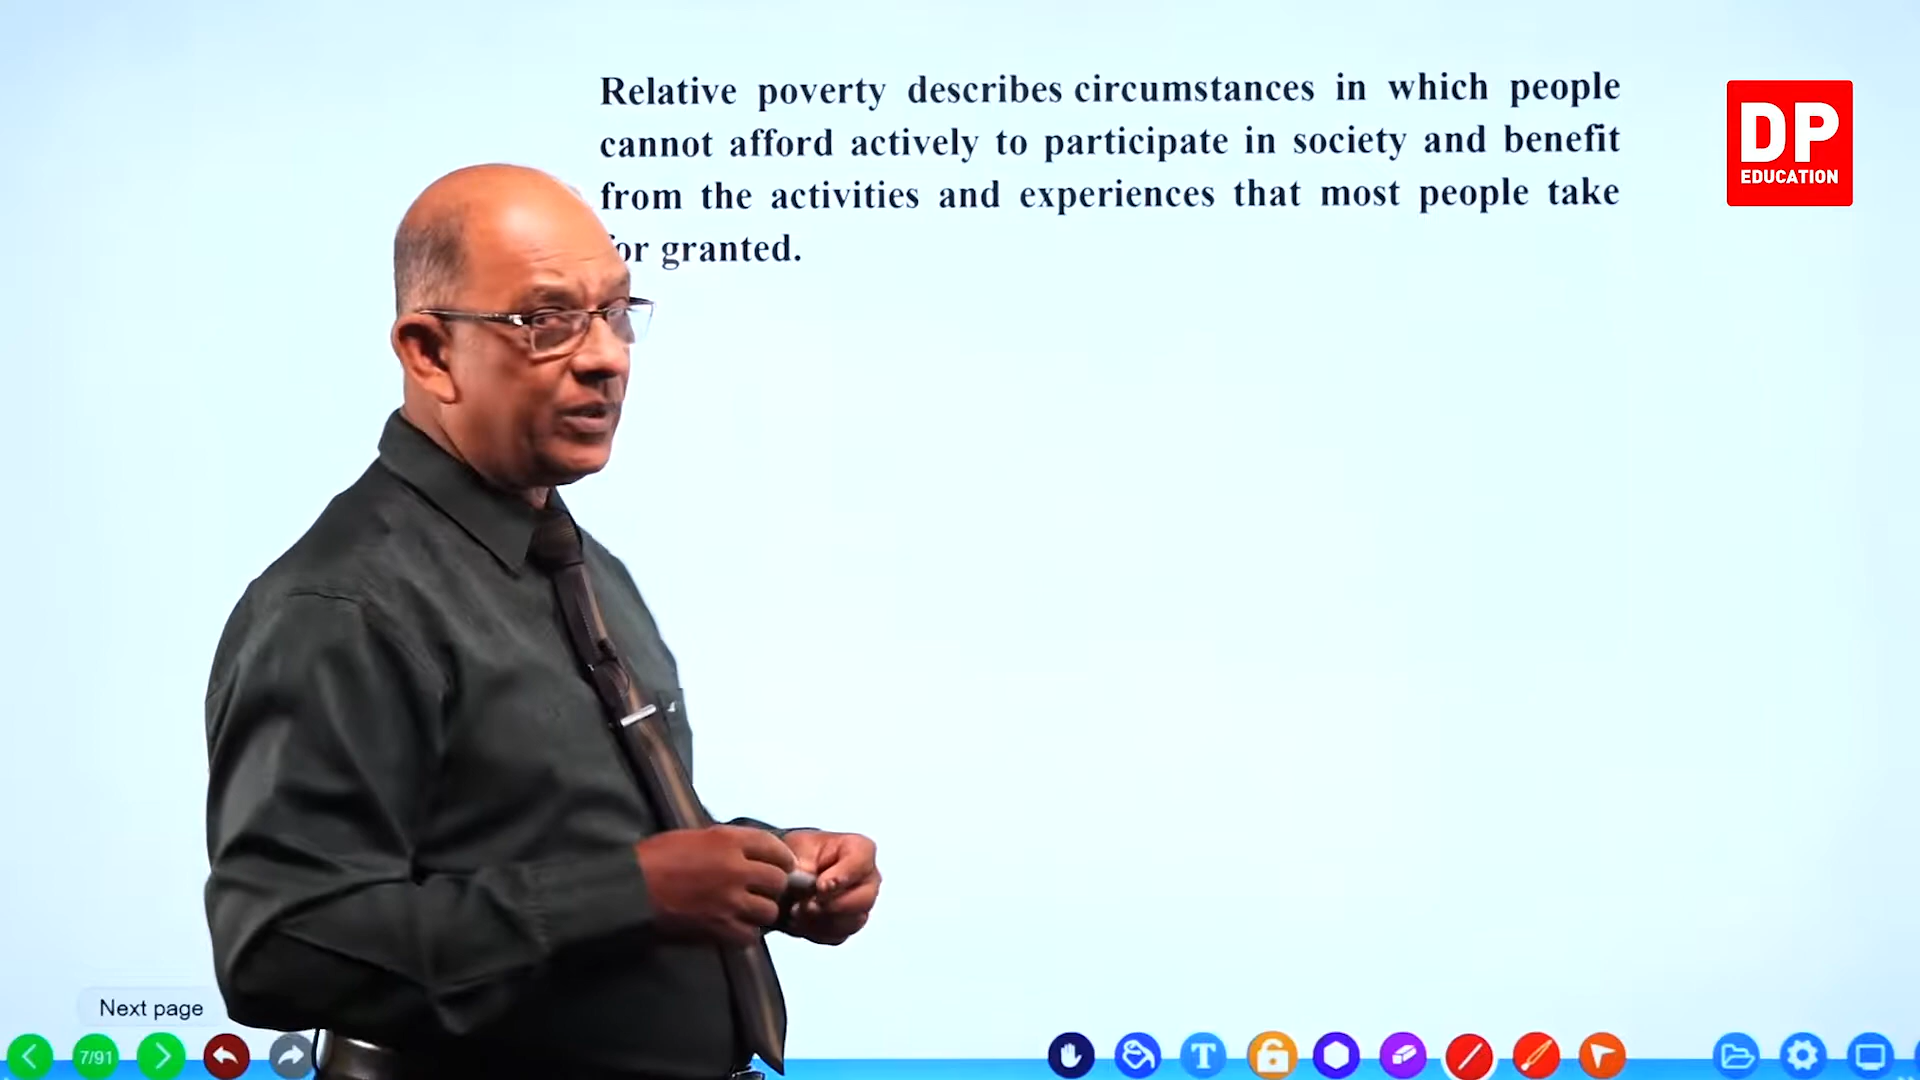 Relative poverty describes circumstances in which people
cannot afford actively to participate in society and benefit
from the activities and experiences that most people take
for granted.
DP
EDUCATION
Next page
7/91
T